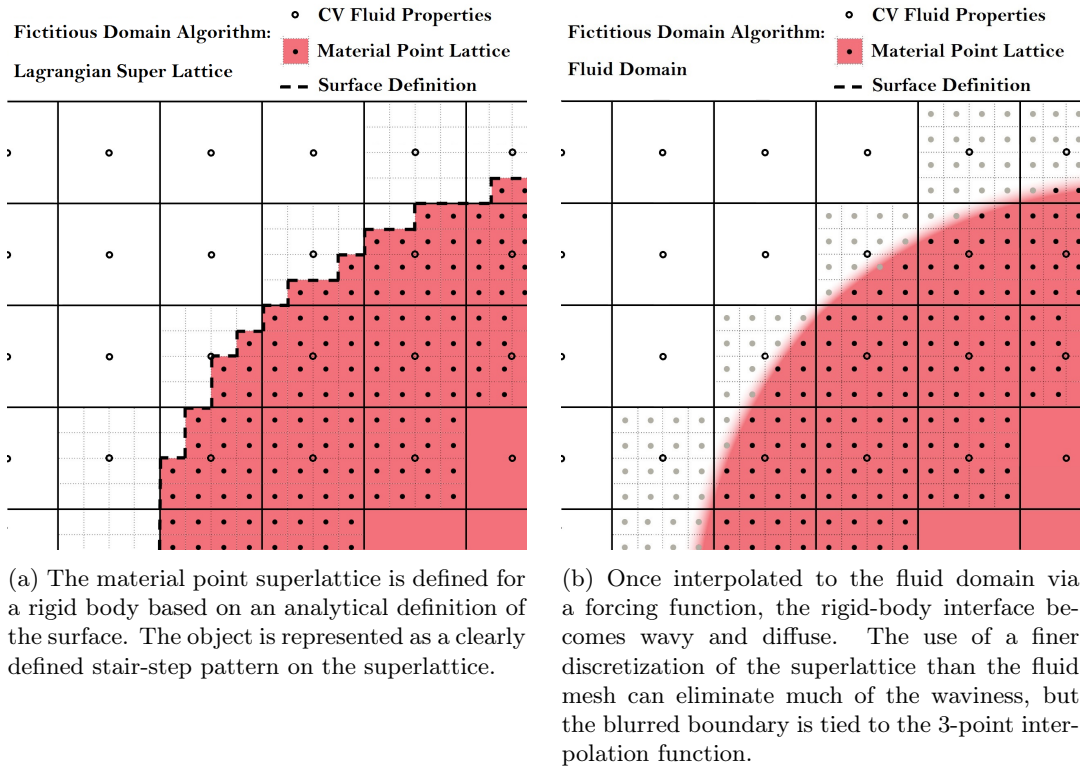 Fictitious Domain Algorithm:
Lagrangian Super Lattice
CV Fluid Properties
Material Point Lattice
Surface Definition
Fictitious Domain Algorithm:
Fluid Domain
CV Fluid Properties
Material Point Lattice
Surface Definition
(a) The material point superlattice is defined for
a rigid body based on an analytical definition of
the surface. The object is represented as a clearly
defined stair-step pattern on the superlattice.
(b) Once interpolated to the fluid domain via
a forcing function, the rigid-body interface be-
comes wavy and diffuse. The use of a finer
discretization of the superlattice than the fluid
mesh can eliminate much of the waviness, but
the blurred boundary is tied to the 3-point inter-
polation function.